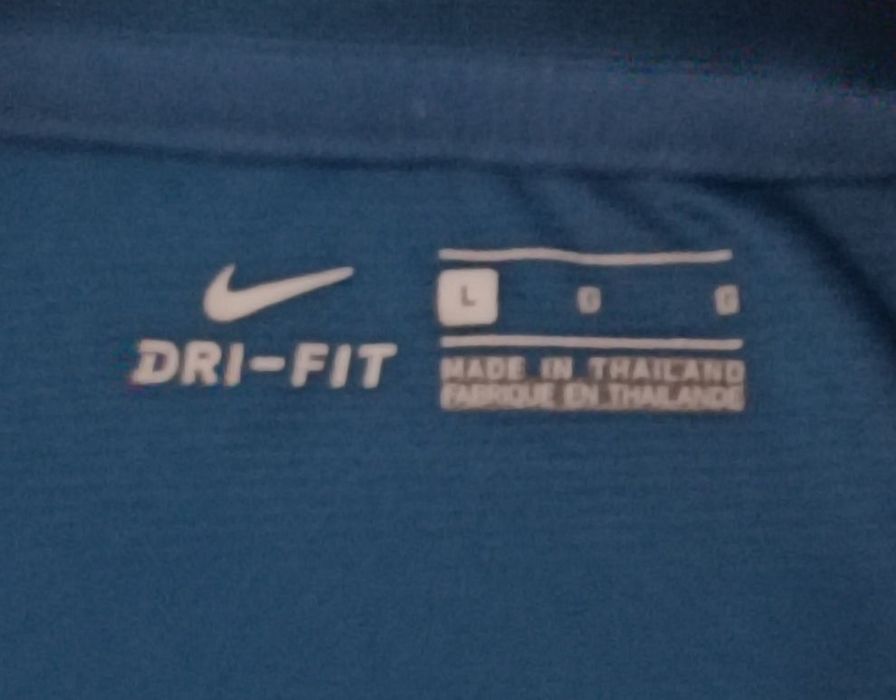 DRI-FIT
L G G
MADE IN THAILAND
FABRIQUE EN THAILANDE